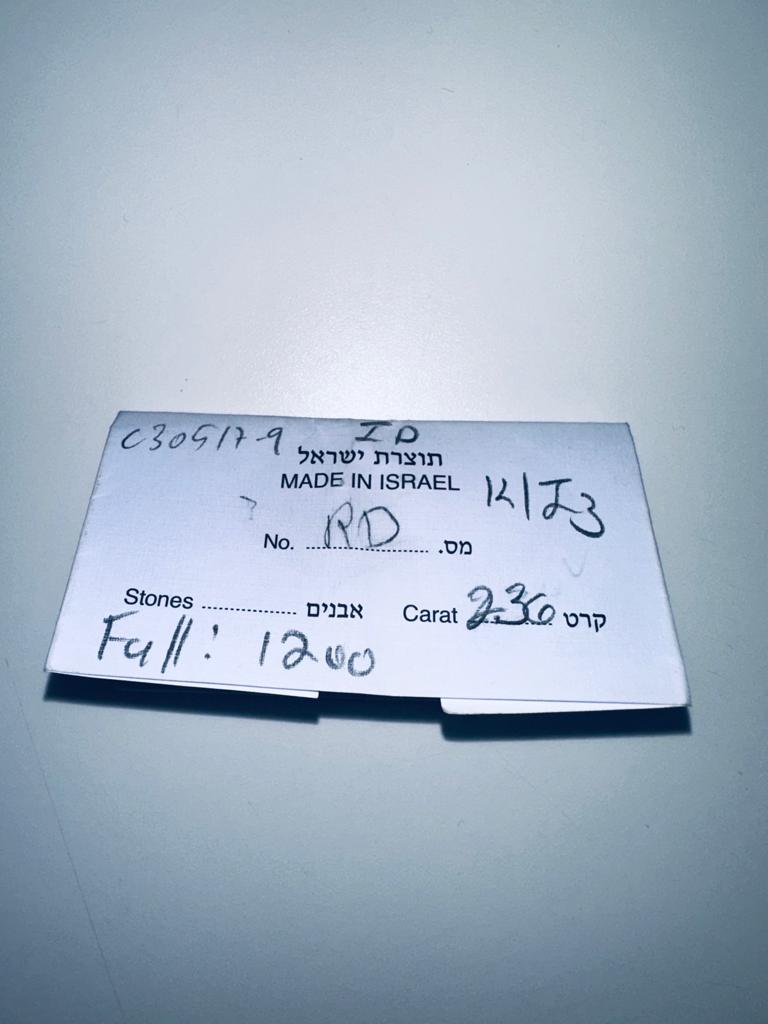 C30517-9 ID
תוצרת ישראל
MADE IN ISRAEL K/I3
No. RD מס.
Stones אבנים Carat 2.36 קרט
Full: 1200